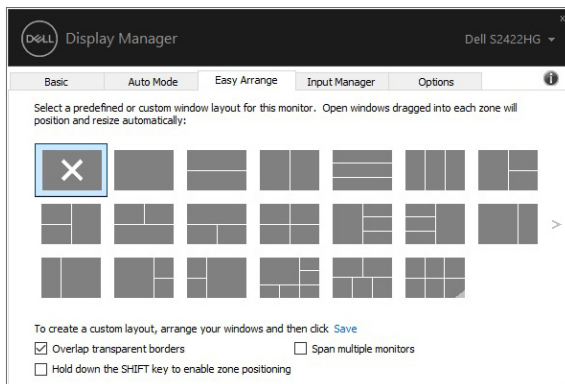 DELL Display Manager
Dell S2422HG
Basic Auto Mode Easy Arrange Input Manager Options
Select a predefined or custom window layout for this monitor. Open windows dragged into each zone will
position and resize automatically:
To create a custom layout, arrange your windows and then click Save
Overlap transparent borders Span multiple monitors
Hold down the SHIFT key to enable zone positioning